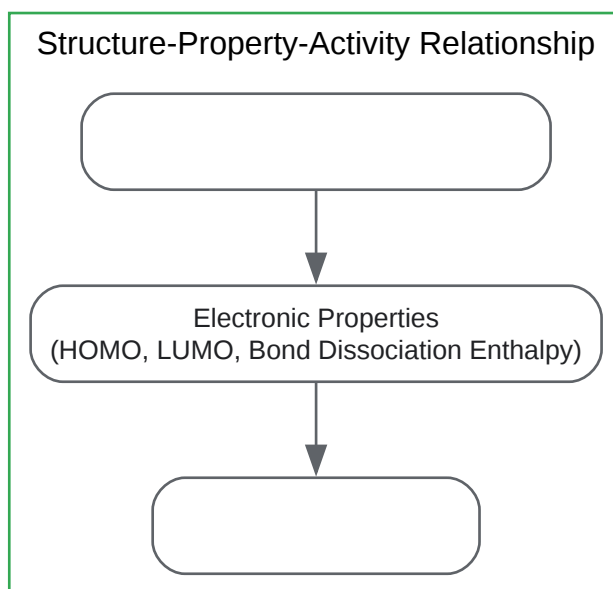 Structure-Property-Activity Relationship
Electronic Properties
(HOMO, LUMO, Bond Dissociation Enthalpy)